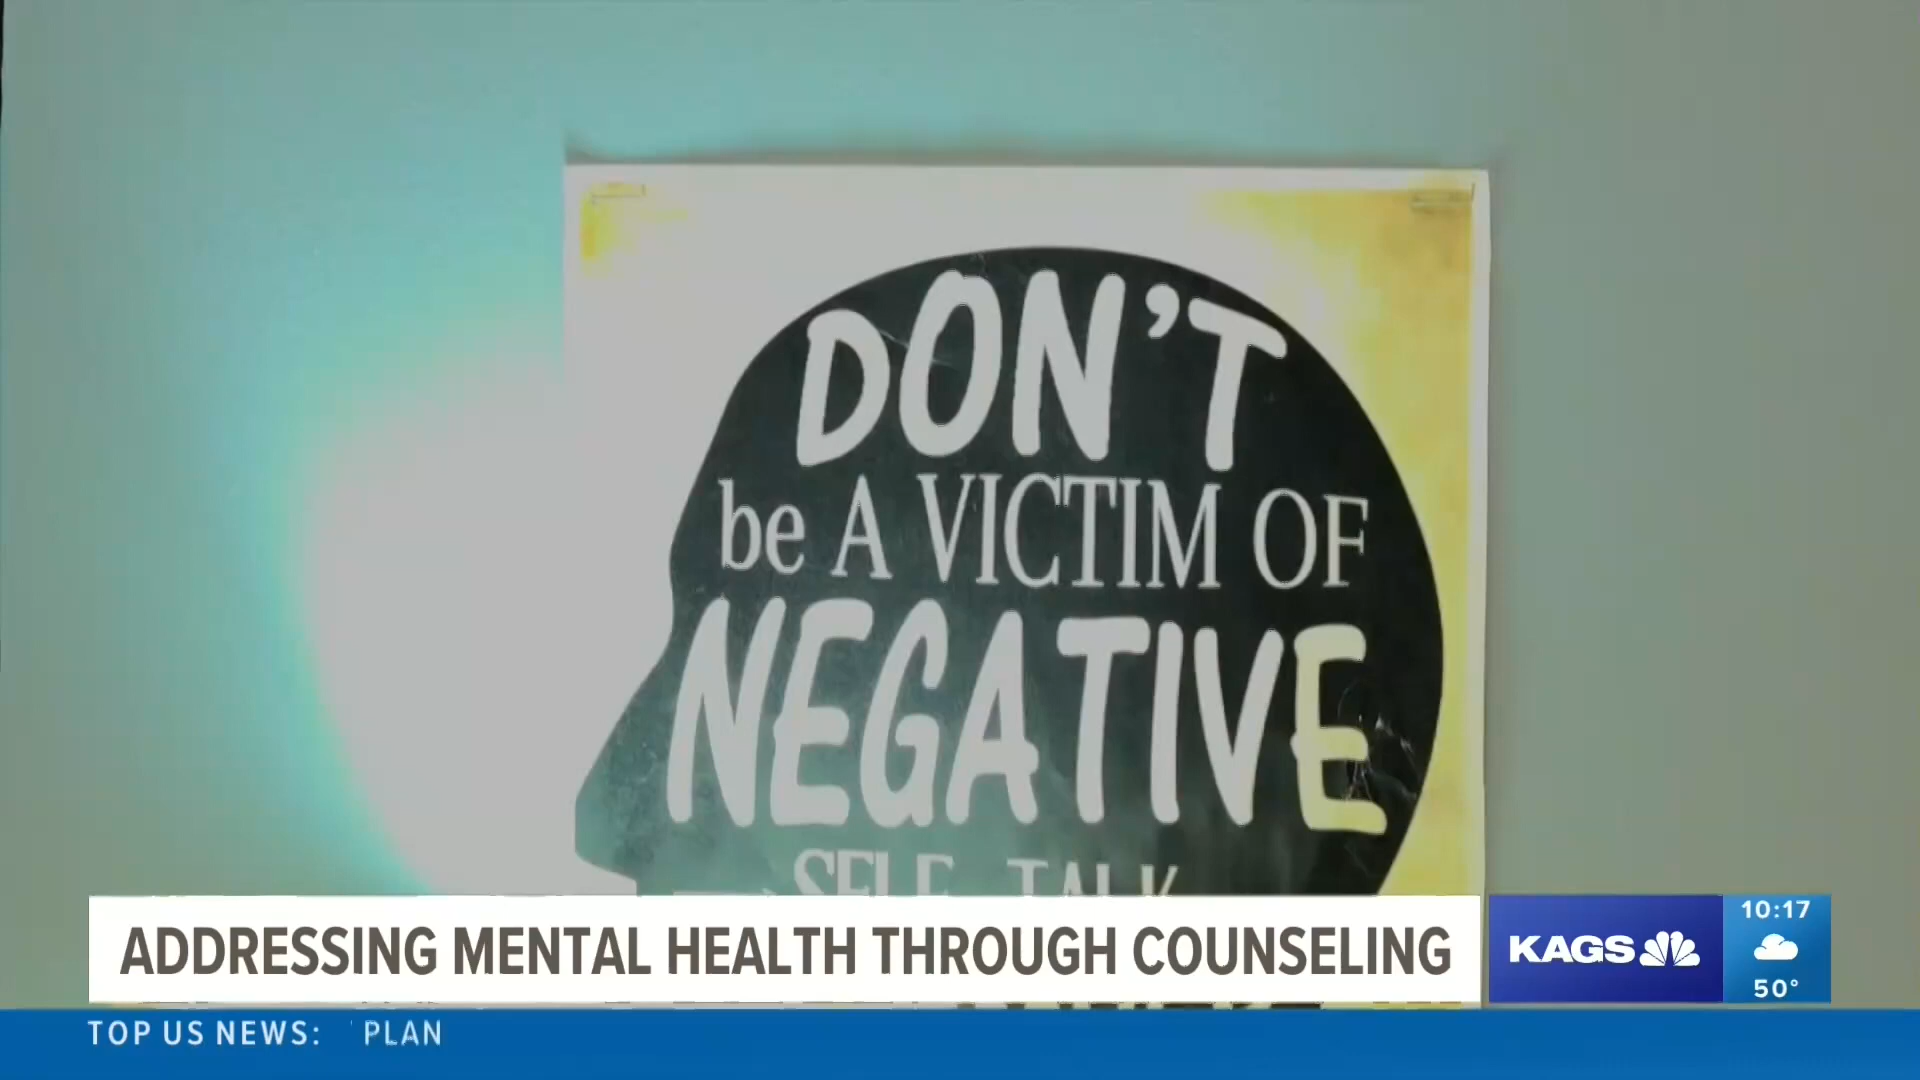 DON'T
be A VICTIM OF
NEGATIVE
SELF TALK
ADDRESSING MENTAL HEALTH THROUGH COUNSELING
KAGS
10:17
50°
TOP US NEWS: PLAN